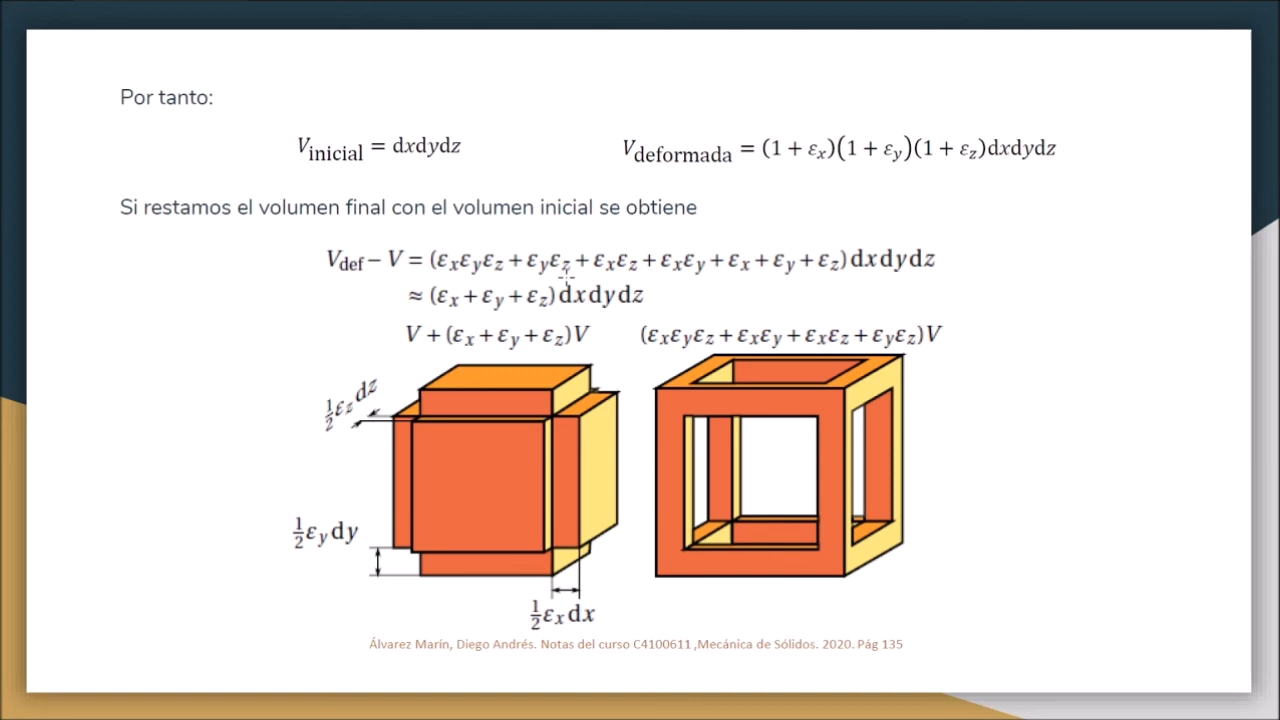 Por tanto:
V_inicial = dxdydz
V_deformada = (1 + ε_x)(1 + ε_y)(1 + ε_z)dxdydz
Si restamos el volumen final con el volumen inicial se obtiene
V_def − V = (ε_xε_yε_z + ε_yε_z + ε_xε_z + ε_xε_y + ε_x + ε_y + ε_z) dxdydz
≈ (ε_x + ε_y + ε_z) dxdydz
V + (ε_x + ε_y + ε_z)V
(ε_xε_yε_z + ε_xε_y + ε_xε_z + ε_yε_z)V
½ε_z dz
½ε_y dy
½ε_x dx
Álvarez Marín, Diego Andrés. Notas del curso C4100611 ,Mecánica de Sólidos. 2020. Pág 135